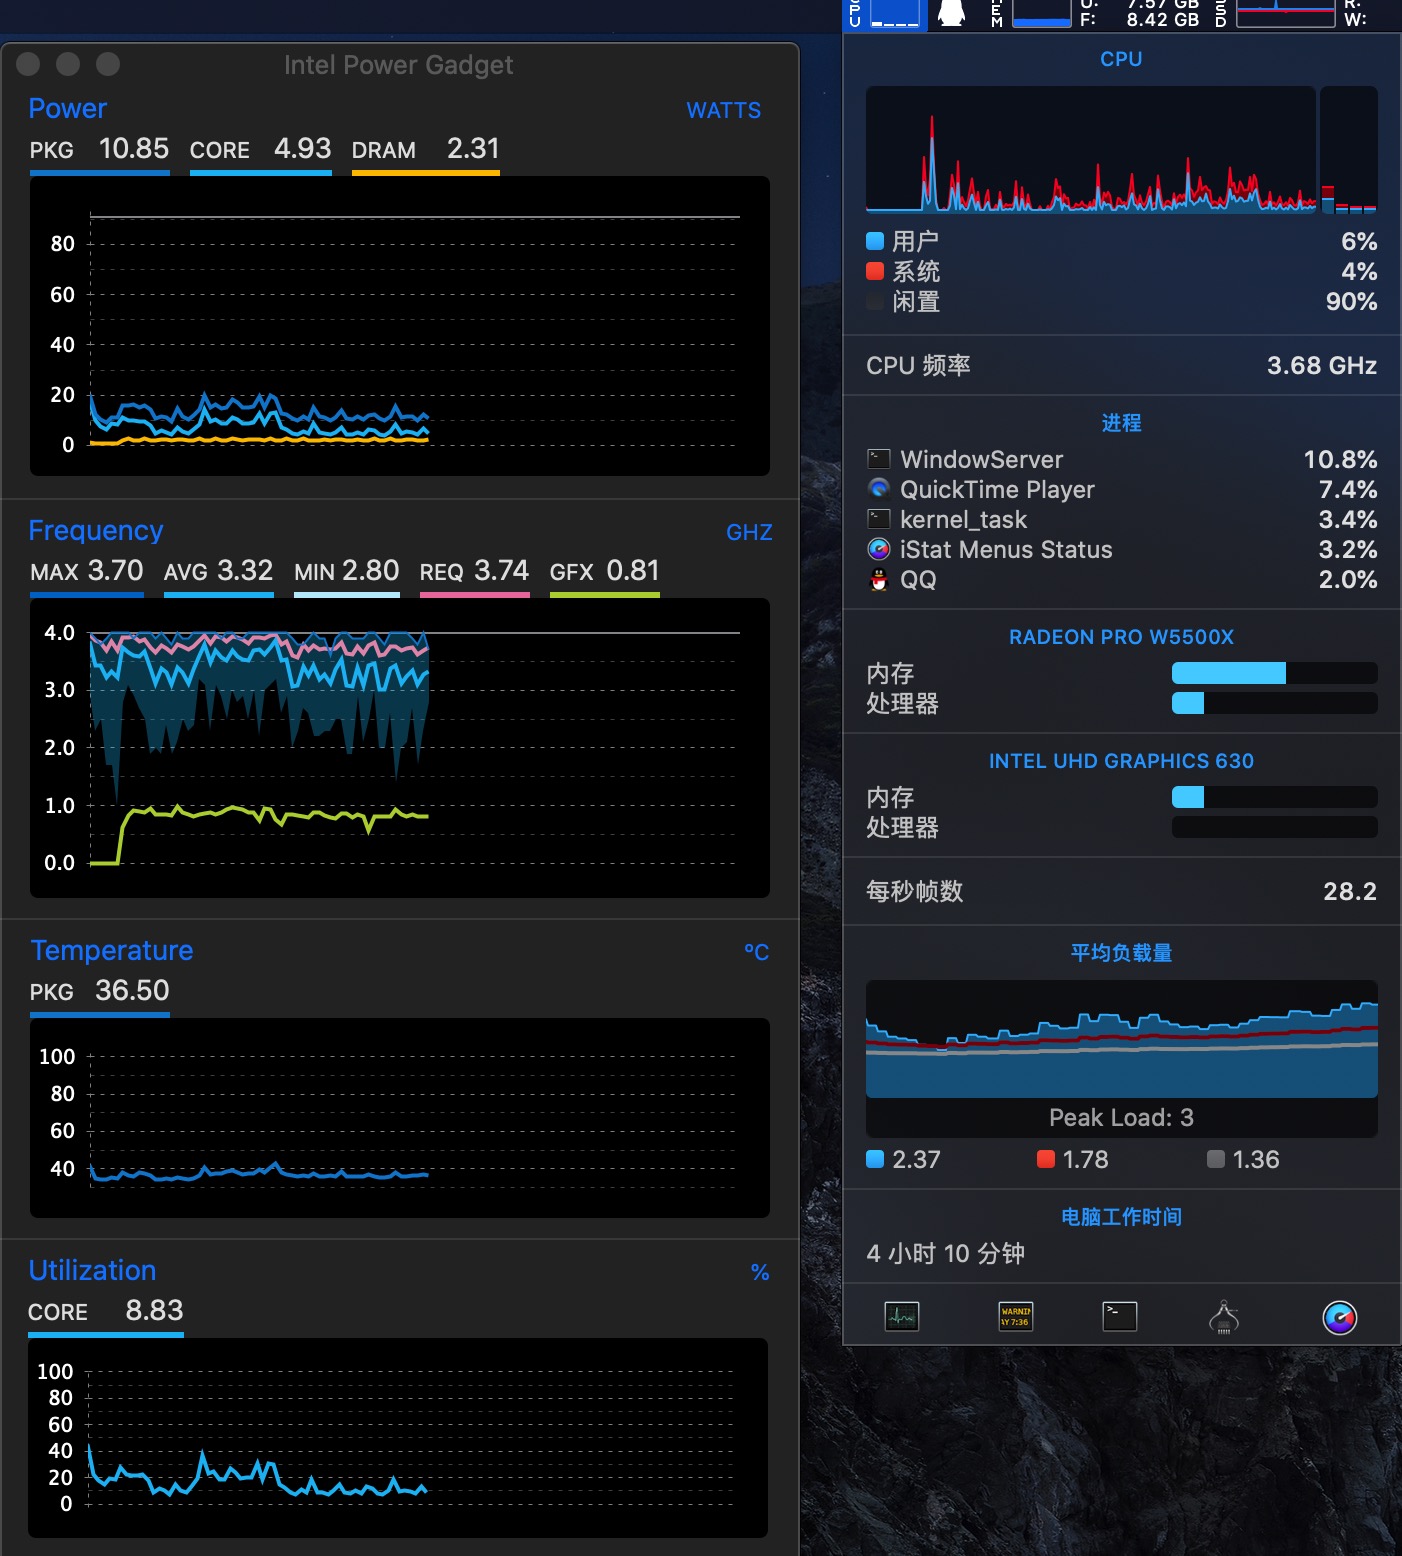 Intel Power Gadget
Power WATTS
PKG 10.85 CORE 4.93 DRAM 2.31
80
60
40
20
0
Frequency GHZ
MAX 3.70 AVG 3.32 MIN 2.80 REQ 3.74 GFX 0.81
4.0
3.0
2.0
1.0
0.0
Temperature ºC
PKG 36.50
100
80
60
40
Utilization %
CORE 8.83
100
80
60
40
20
0
7.57 GB
F: 8.42 GB
W:
CPU
用户 6%
系统 4%
闲置 90%
CPU 频率 3.68 GHz
进程
WindowServer 10.8%
QuickTime Player 7.4%
kernel_task 3.4%
iStat Menus Status 3.2%
QQ 2.0%
RADEON PRO W5500X
内存
处理器
INTEL UHD GRAPHICS 630
内存
处理器
每秒帧数 28.2
平均负载量
Peak Load: 3
2.37 1.78 1.36
电脑工作时间
4 小时 10 分钟
WARNIN
AY 7:36